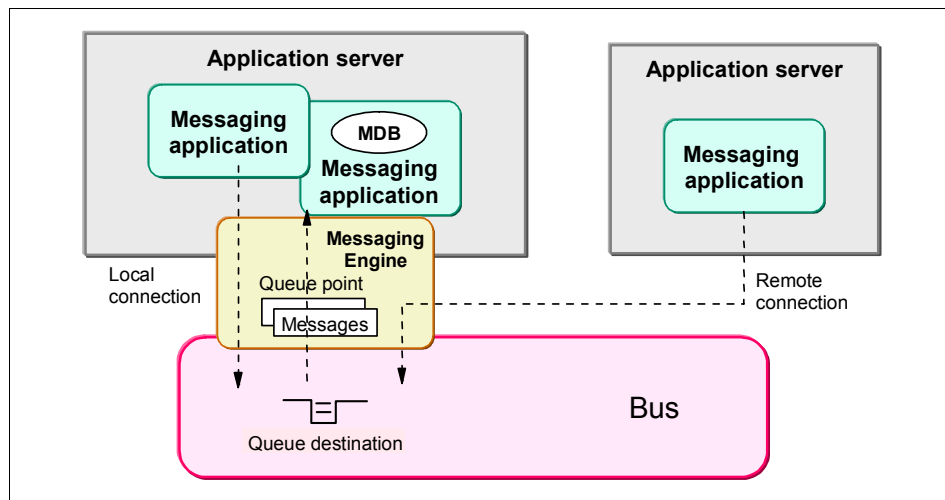 Application server
Messaging
application
MDB
Messaging
application
Messaging
Engine
Queue point
Messages
Local
connection
Application server
Messaging
application
Remote
connection
Bus
Queue destination